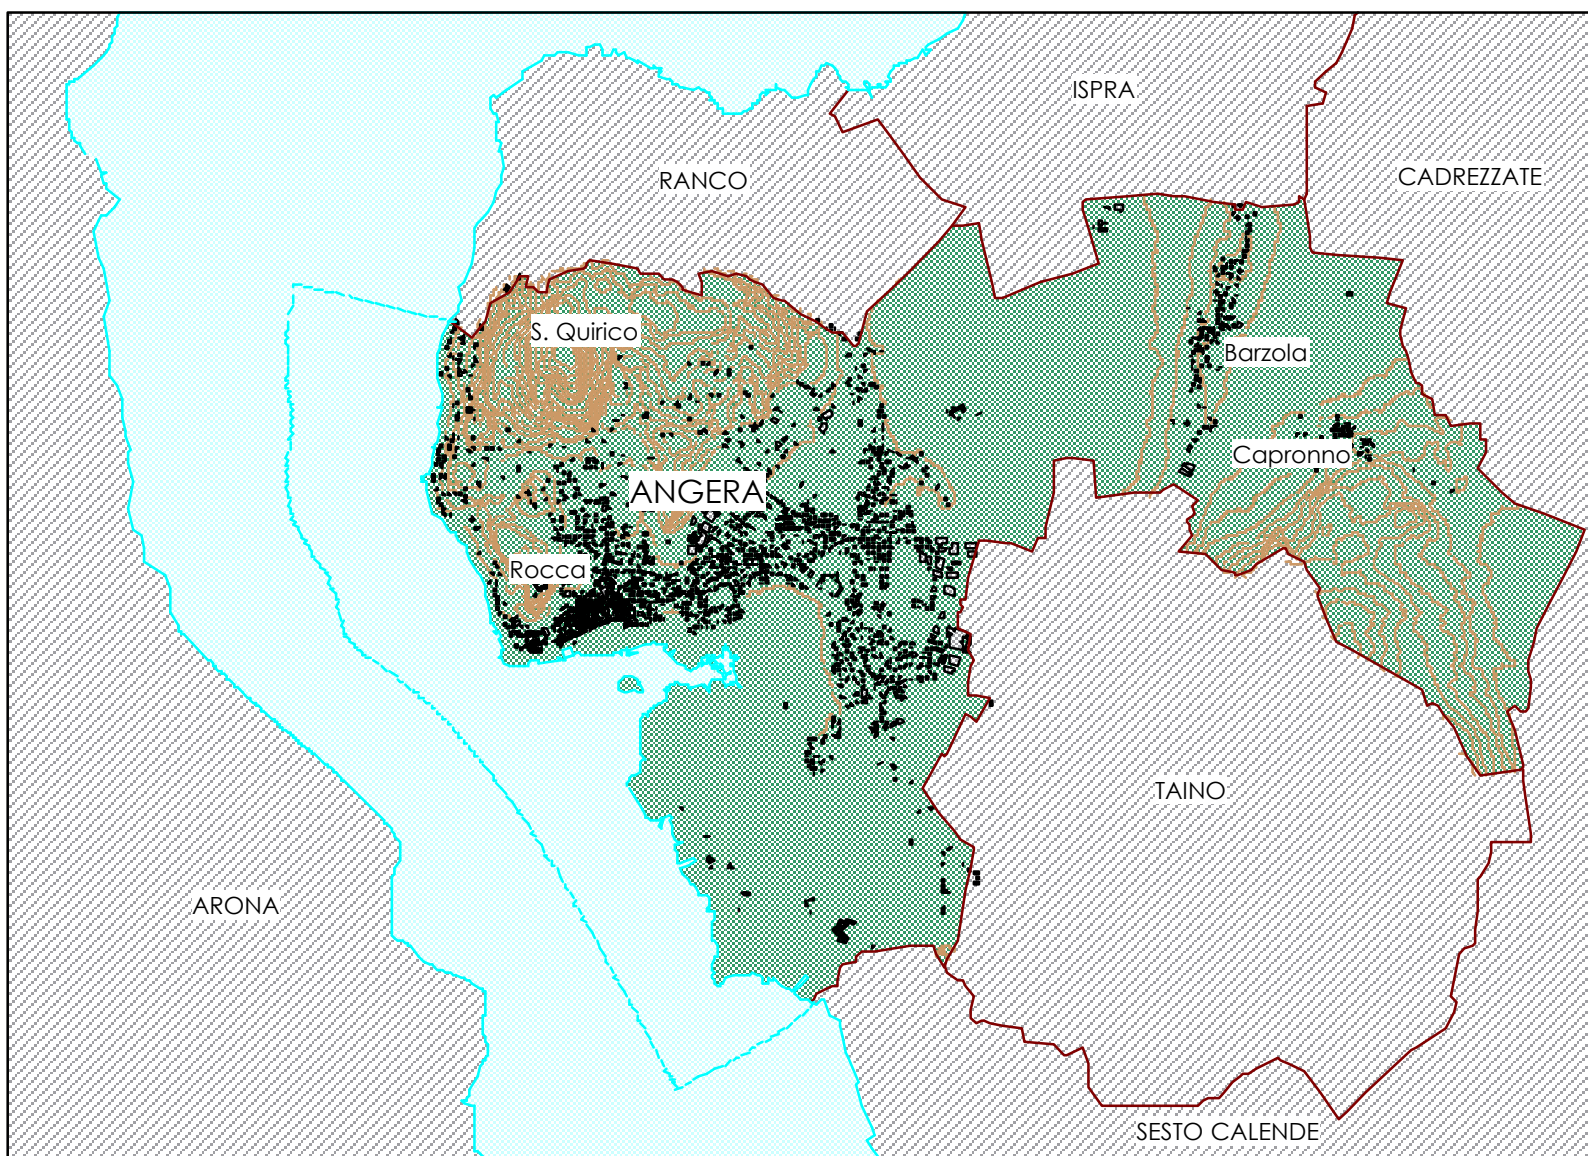 ISPRA
RANCO
CADREZZATE
S. Quirico
Barzola
Capronno
ANGERA
Rocca
TAINO
ARONA
SESTO CALENDE